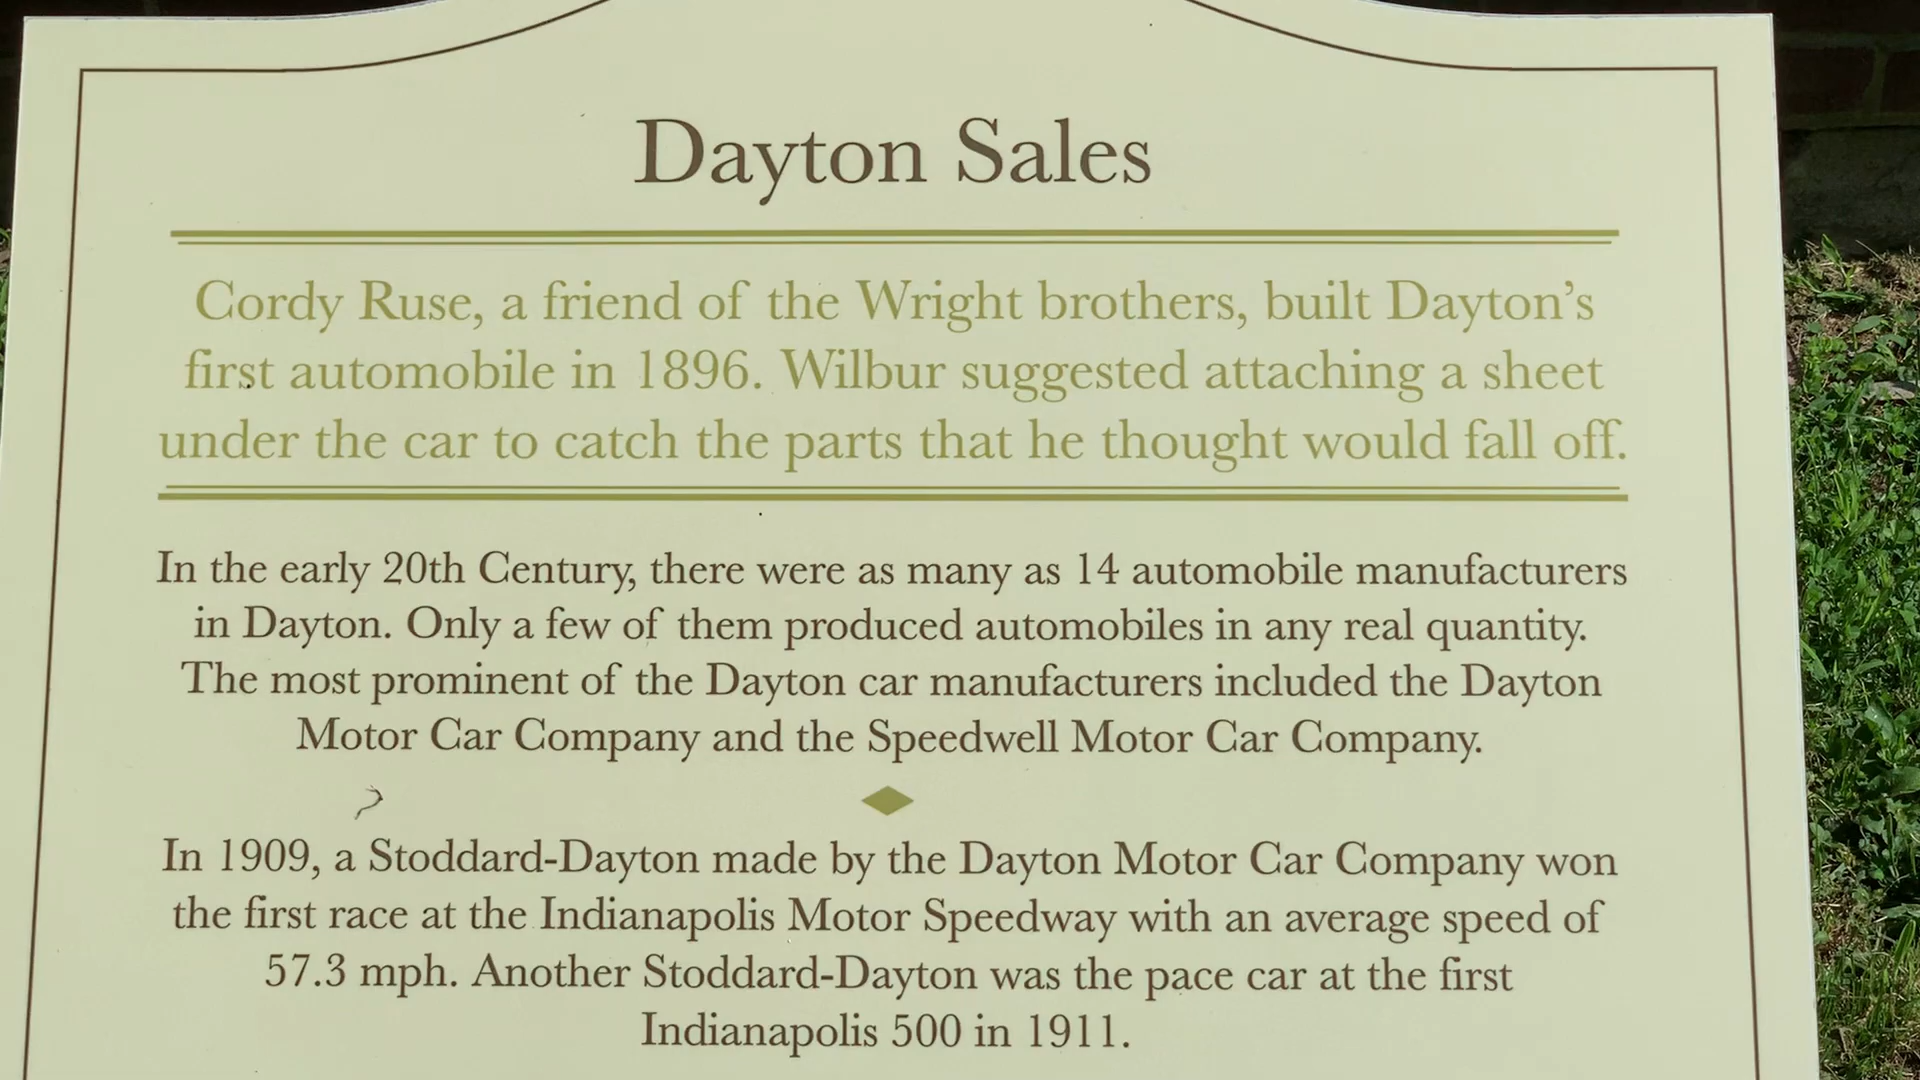 Dayton Sales
Cordy Ruse, a friend of the Wright brothers, built Dayton's
first automobile in 1896. Wilbur suggested attaching a sheet
under the car to catch the parts that he thought would fall off.
In the early 20th Century, there were as many as 14 automobile manufacturers
in Dayton. Only a few of them produced automobiles in any real quantity.
The most prominent of the Dayton car manufacturers included the Dayton
Motor Car Company and the Speedwell Motor Car Company.
In 1909, a Stoddard-Dayton made by the Dayton Motor Car Company won
the first race at the Indianapolis Motor Speedway with an average speed of
57.3 mph. Another Stoddard-Dayton was the pace car at the first
Indianapolis 500 in 1911.